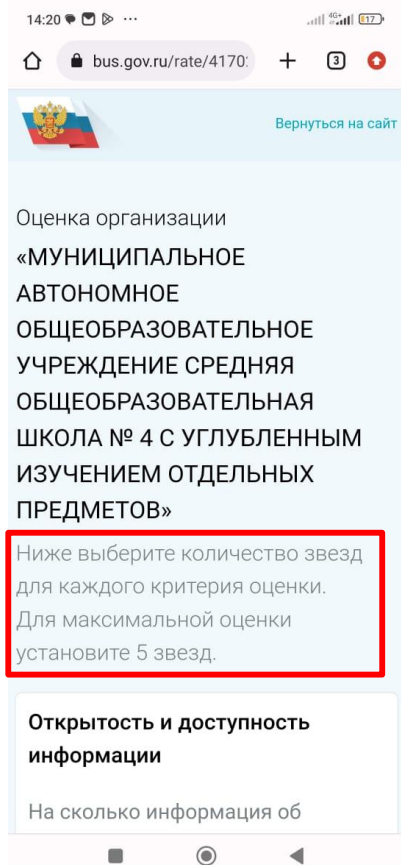 14:20
4G+
17
bus.gov.ru/rate/4170
3
Вернуться на сайт
Оценка организации
«МУНИЦИПАЛЬНОЕ
АВТОНОМНОЕ
ОБЩЕОБРАЗОВАТЕЛЬНОЕ
УЧРЕЖДЕНИЕ СРЕДНЯЯ
ОБЩЕОБРАЗОВАТЕЛЬНАЯ
ШКОЛА № 4 С УГЛУБЛЕННЫМ
ИЗУЧЕНИЕМ ОТДЕЛЬНЫХ
ПРЕДМЕТОВ»
Ниже выберите количество звезд
для каждого критерия оценки.
Для максимальной оценки
установите 5 звезд.
Открытость и доступность
информации
На сколько информация об